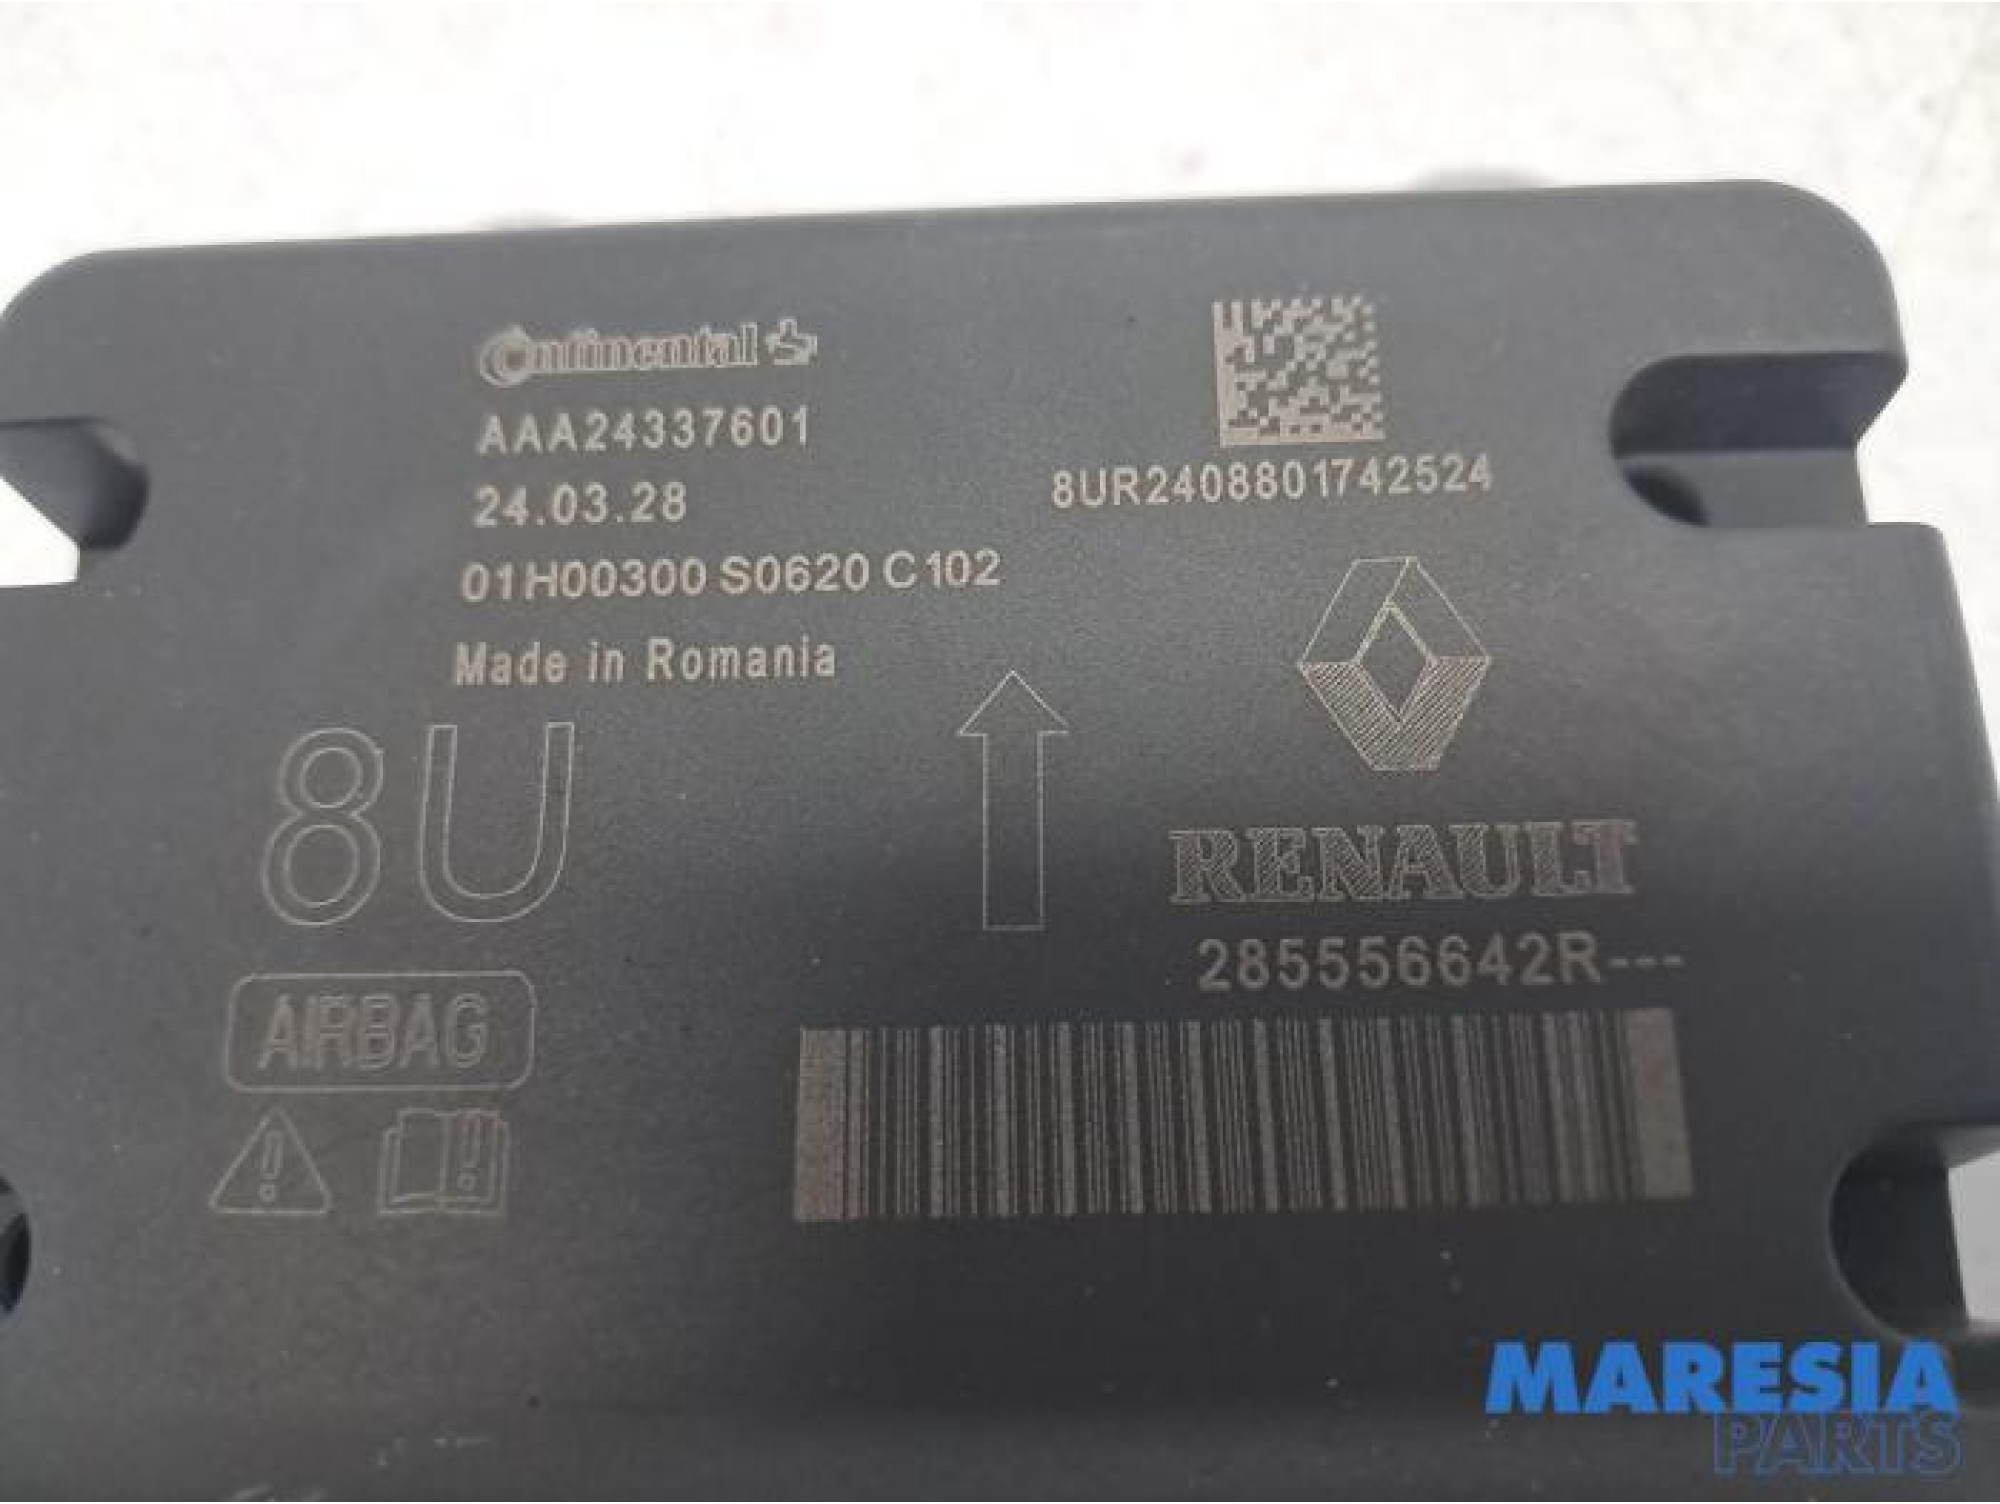 Continental
AAA24337601
24.03.28
01H00300 S0620 C102
Made in Romania
8UR2408801742524
8U
RENAULT
285556642R---
AIRBAG
MARESIA
PARTS